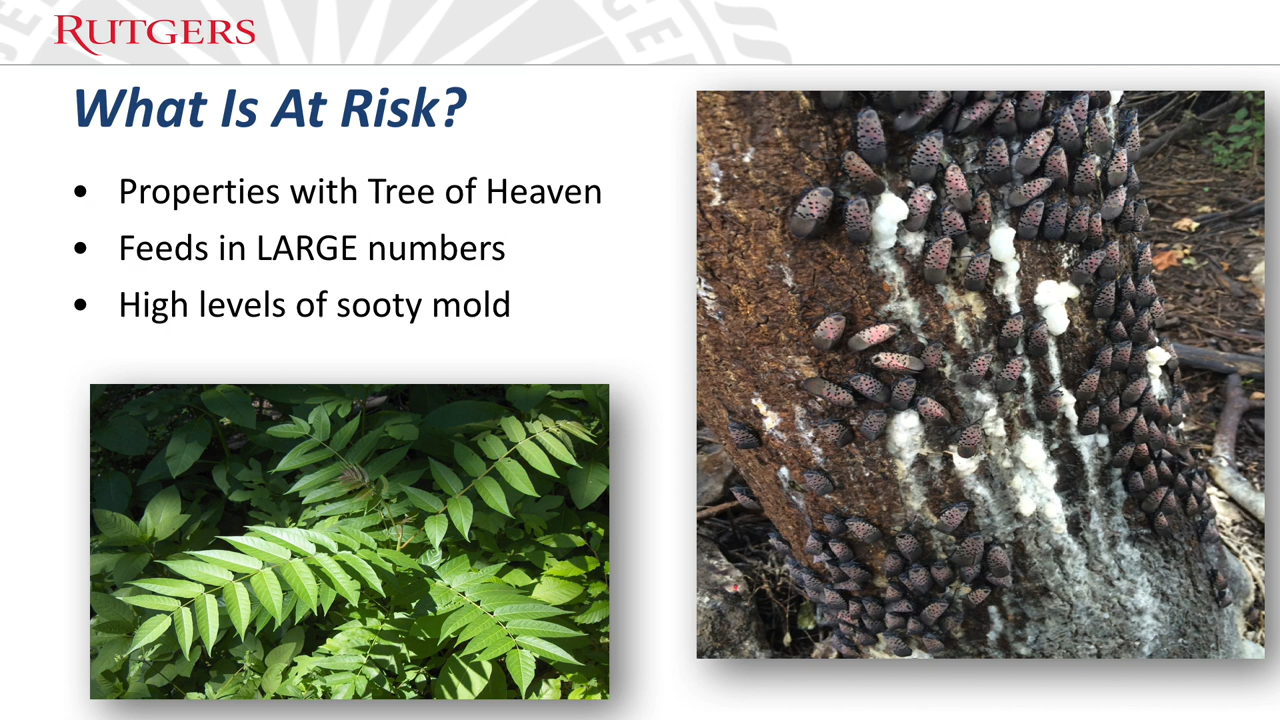 RUTGERS
What Is At Risk?
• Properties with Tree of Heaven
• Feeds in LARGE numbers
• High levels of sooty mold